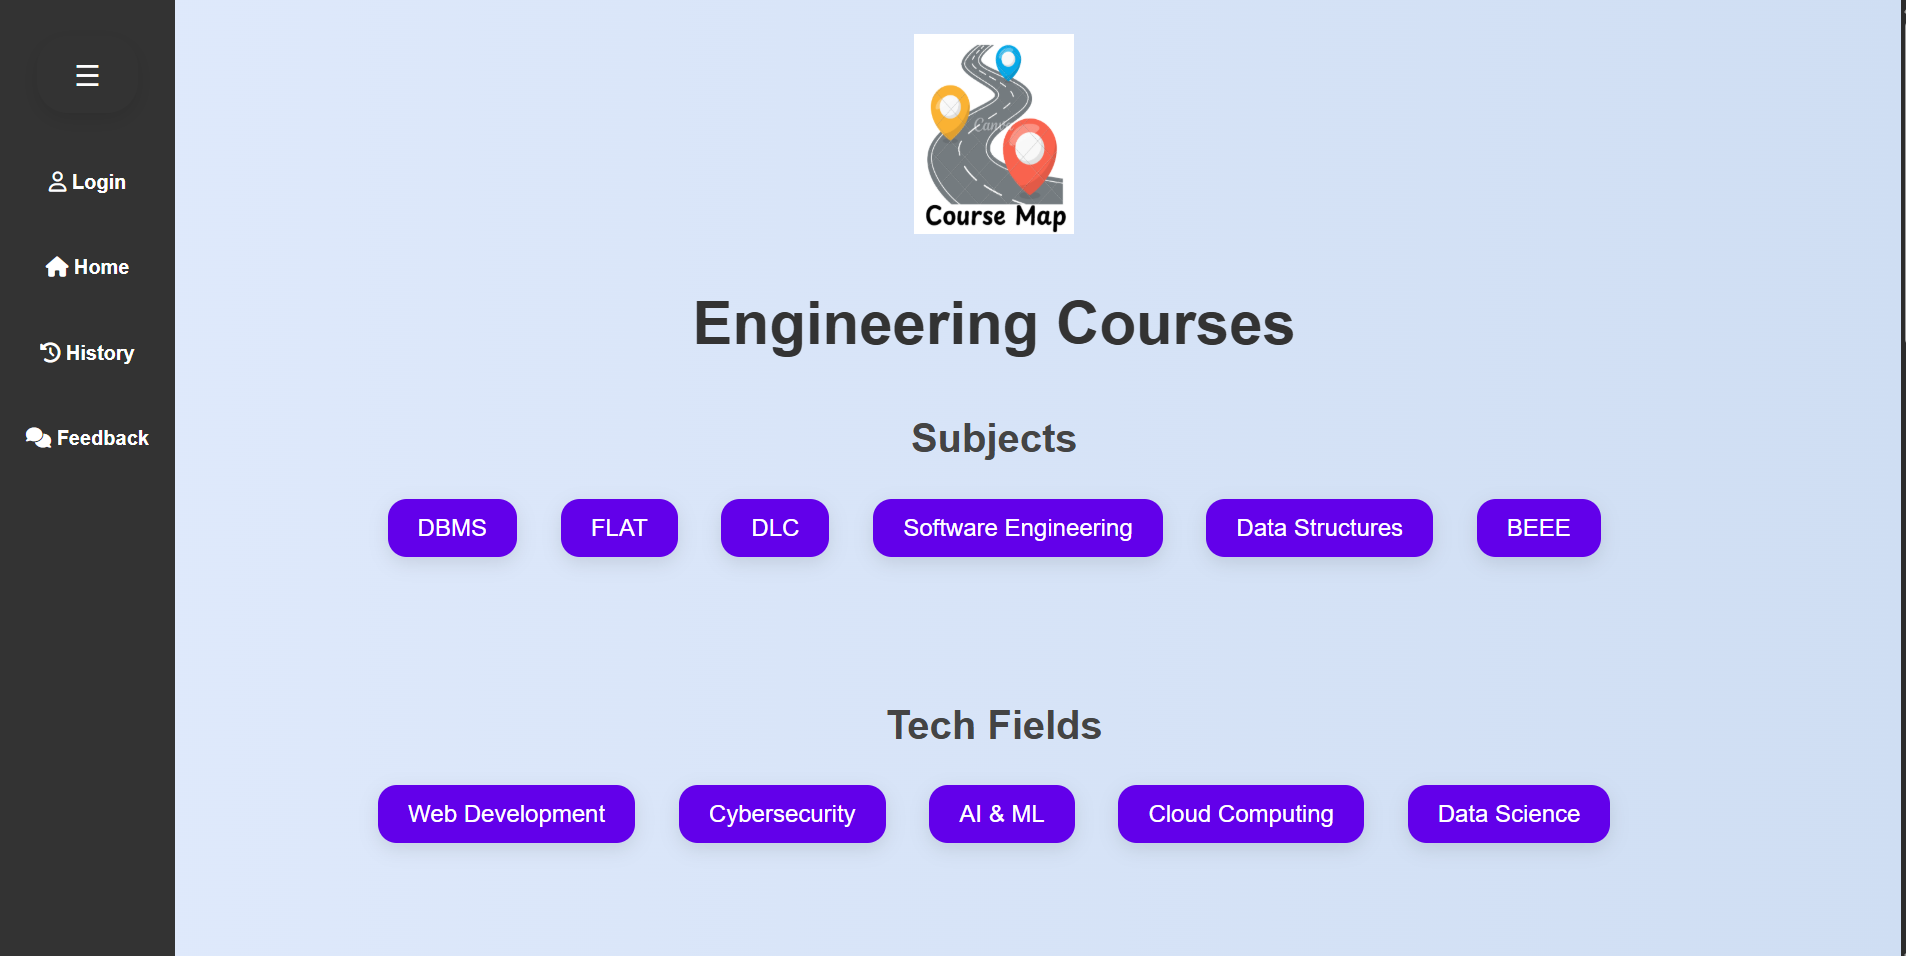 Login
Home
History
Feedback
Canva
Course Map
Engineering Courses
Subjects
DBMS
FLAT
DLC
Software Engineering
Data Structures
BEEE
Tech Fields
Web Development
Cybersecurity
AI & ML
Cloud Computing
Data Science